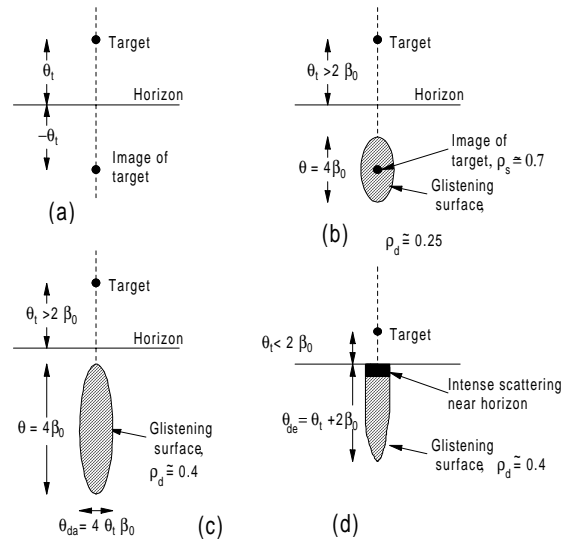 Target
θt
Horizon
−θt
Image of
target
(a)
Target
θt >2 β0
Horizon
θ = 4β0
Image of
target, ρs ≃ 0.7
Glistening
surface,
(b)
ρd ≅ 0.25
Target
θt >2 β0
Horizon
θ = 4β0
Glistening
surface,
ρd ≅ 0.4
θda = 4 θt β0
(c)
Target
θt < 2 β0
Intense scattering
near horizon
θde = θt +2β0
Glistening
surface, ρd ≅ 0.4
(d)